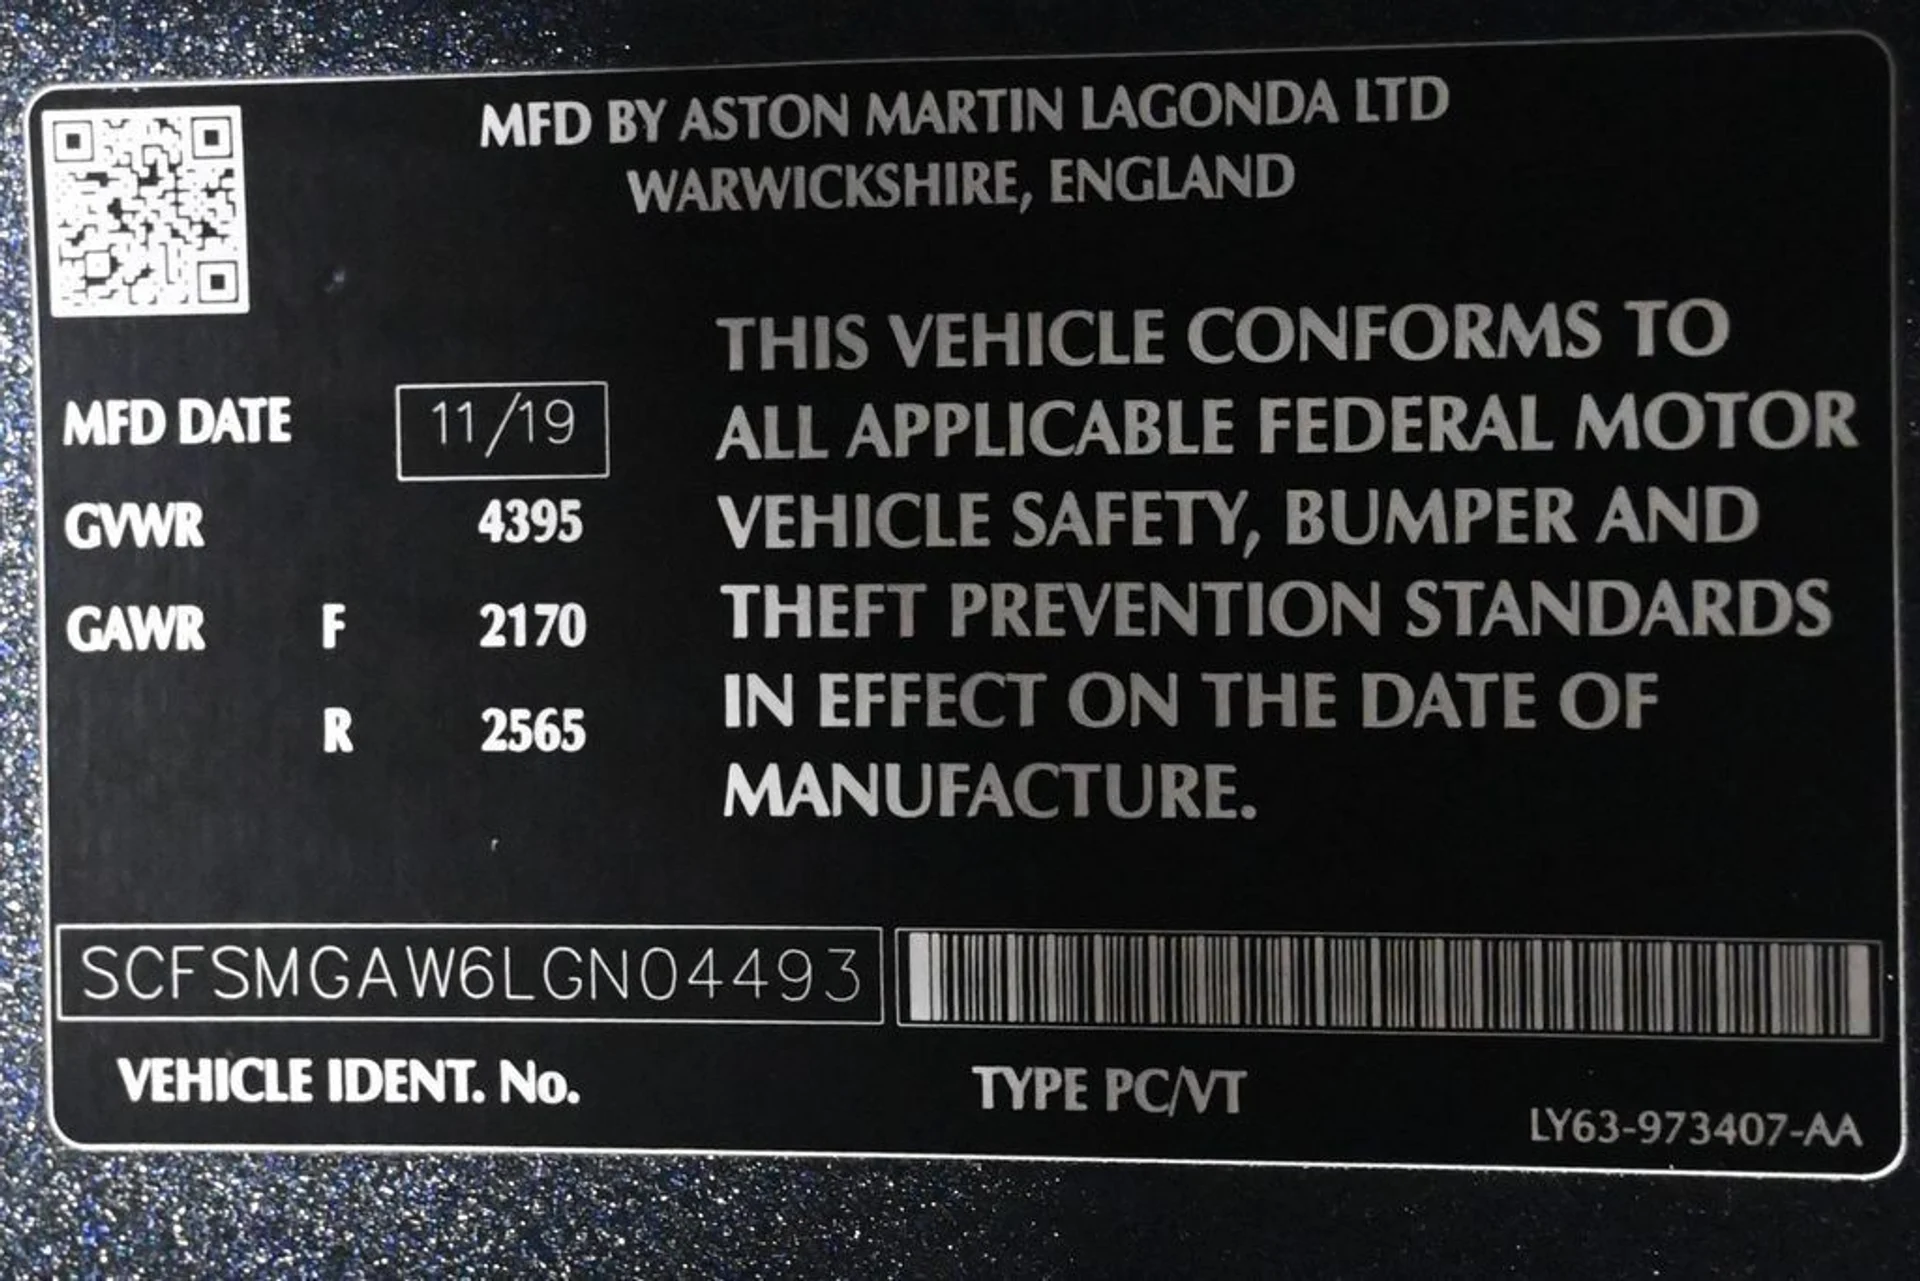 MFD BY ASTON MARTIN LAGONDA LTD
WARWICKSHIRE, ENGLAND
MFD DATE 11/19
GVWR 4395
GAWR F 2170
R 2565
THIS VEHICLE CONFORMS TO
ALL APPLICABLE FEDERAL MOTOR
VEHICLE SAFETY, BUMPER AND
THEFT PREVENTION STANDARDS
IN EFFECT ON THE DATE OF
MANUFACTURE.
SCFSMGAW6LGN04493
VEHICLE IDENT. No.
TYPE PC/VT
LY63-973407-AA